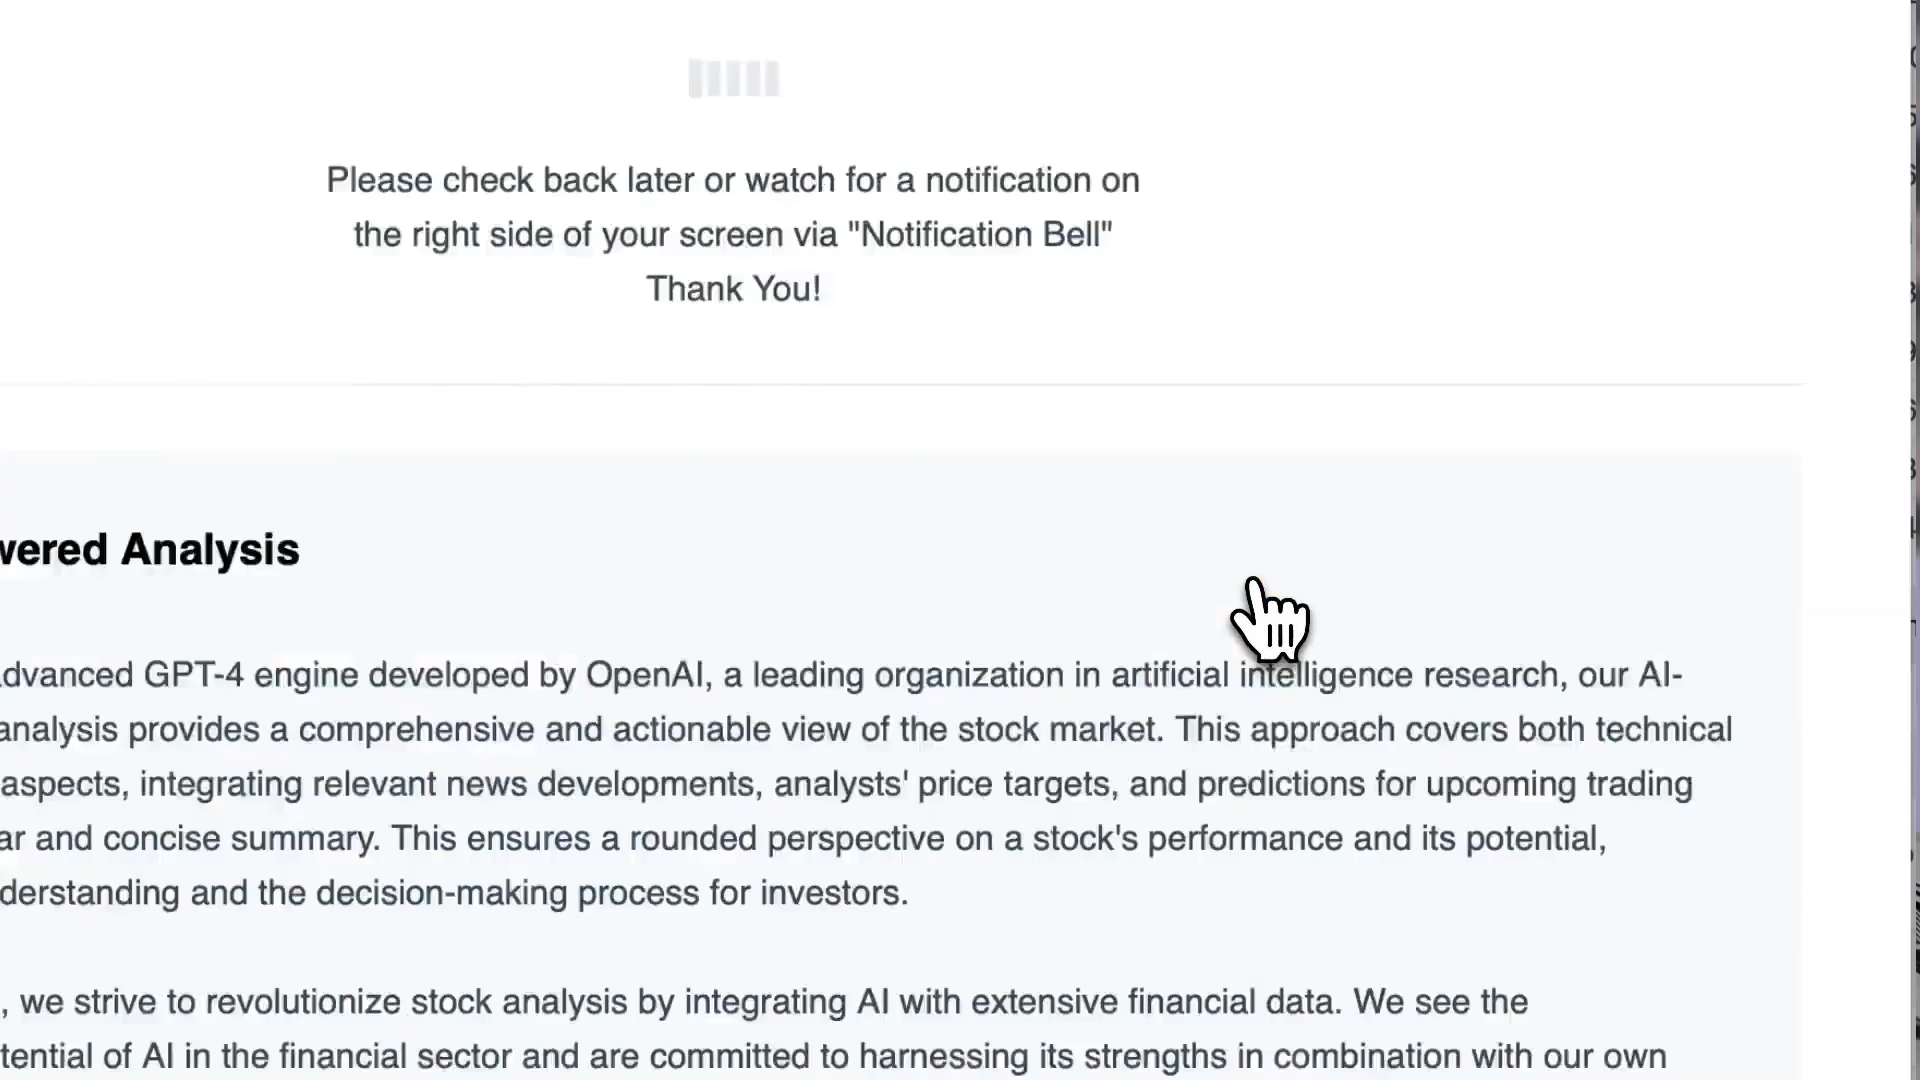 Please check back later or watch for a notification on
the right side of your screen via "Notification Bell"
Thank You!
wered Analysis
dvanced GPT-4 engine developed by OpenAI, a leading organization in artificial intelligence research, our AI-
analysis provides a comprehensive and actionable view of the stock market. This approach covers both technical
aspects, integrating relevant news developments, analysts' price targets, and predictions for upcoming trading
ar and concise summary. This ensures a rounded perspective on a stock's performance and its potential,
derstanding and the decision-making process for investors.
, we strive to revolutionize stock analysis by integrating AI with extensive financial data. We see the
tential of AI in the financial sector and are committed to harnessing its strengths in combination with our own